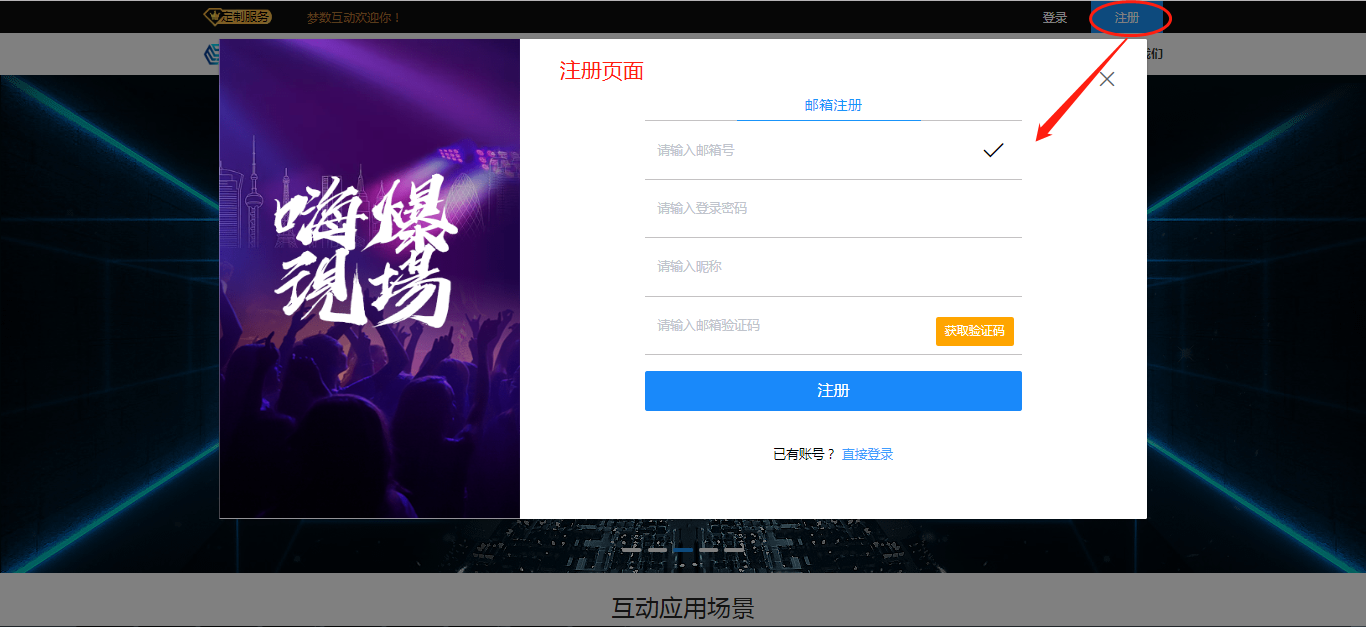 定制服务
梦数互动欢迎你！
登录
注册
们
注册页面
邮箱注册
请输入邮箱号
请输入登录密码
请输入昵称
请输入邮箱验证码
获取验证码
注册
已有账号？ 直接登录
嗨爆
现场
互动应用场景